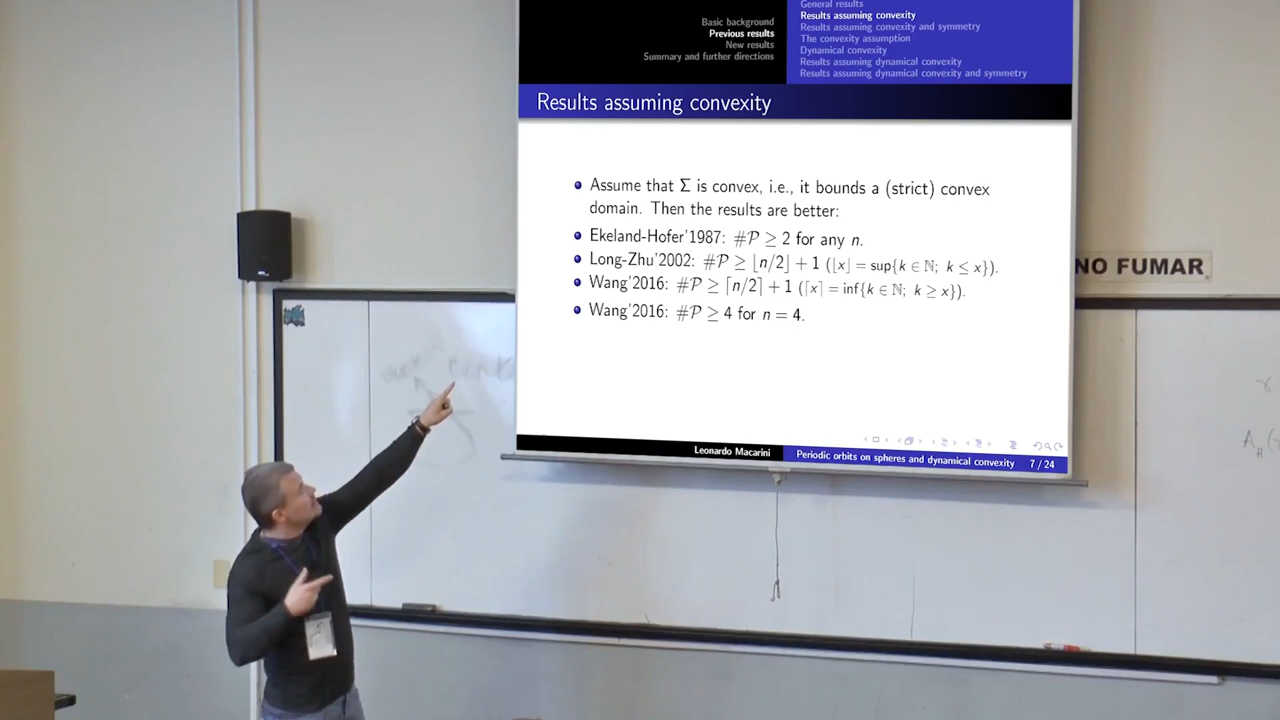 Basic background
Previous results
New results
Summary and further directions
General results
Results assuming convexity
Results assuming convexity and symmetry
The convexity assumption
Dynamical convexity
Results assuming dynamical convexity
Results assuming dynamical convexity and symmetry
Results assuming convexity
Assume that Σ is convex, i.e., it bounds a (strict) convex
domain. Then the results are better:
Ekeland-Hofer'1987: #𝒫 ≥ 2 for any n.
Long-Zhu'2002: #𝒫 ≥ ⌊n/2⌋ + 1 (⌊x⌋ = sup{k ∈ ℕ; k ≤ x}).
Wang'2016: #𝒫 ≥ ⌈n/2⌉ + 1 (⌈x⌉ = inf{k ∈ ℕ; k ≥ x}).
Wang'2016: #𝒫 ≥ 4 for n = 4.
Leonardo Macarini
Periodic orbits on spheres and dynamical convexity 7 / 24
NO FUMAR